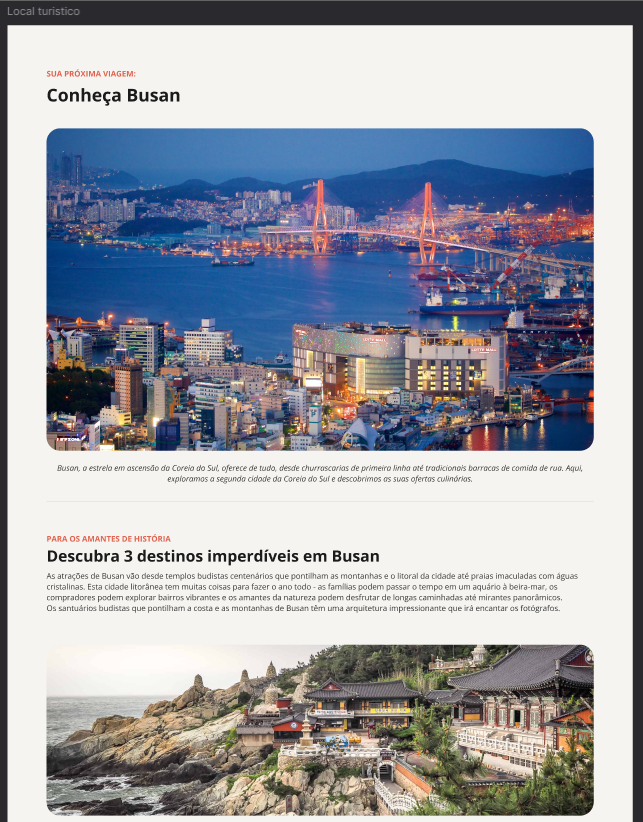 Local turistico
SUA PRÓXIMA VIAGEM:
Conheça Busan
LOTTE MALL
LOTTE MALL
Busan, a estrela em ascensão da Coreia do Sul, oferece de tudo, desde churrascarias de primeira linha até tradicionais barracas de comida de rua. Aqui,
exploramos a segunda cidade da Coreia do Sul e descobrimos as suas ofertas culinárias.
PARA OS AMANTES DE HISTÓRIA
Descubra 3 destinos imperdíveis em Busan
As atrações de Busan vão desde templos budistas centenários que pontilham as montanhas e o litoral da cidade até praias imaculadas com águas
cristalinas. Esta cidade litorânea tem muitas coisas para fazer o ano todo - as famílias podem passar o tempo em um aquário à beira-mar, os
compradores podem explorar bairros vibrantes e os amantes da natureza podem desfrutar de longas caminhadas até mirantes panorâmicos.
Os santuários budistas que pontilham a costa e as montanhas de Busan têm uma arquitetura impressionante que irá encantar os fotógrafos.